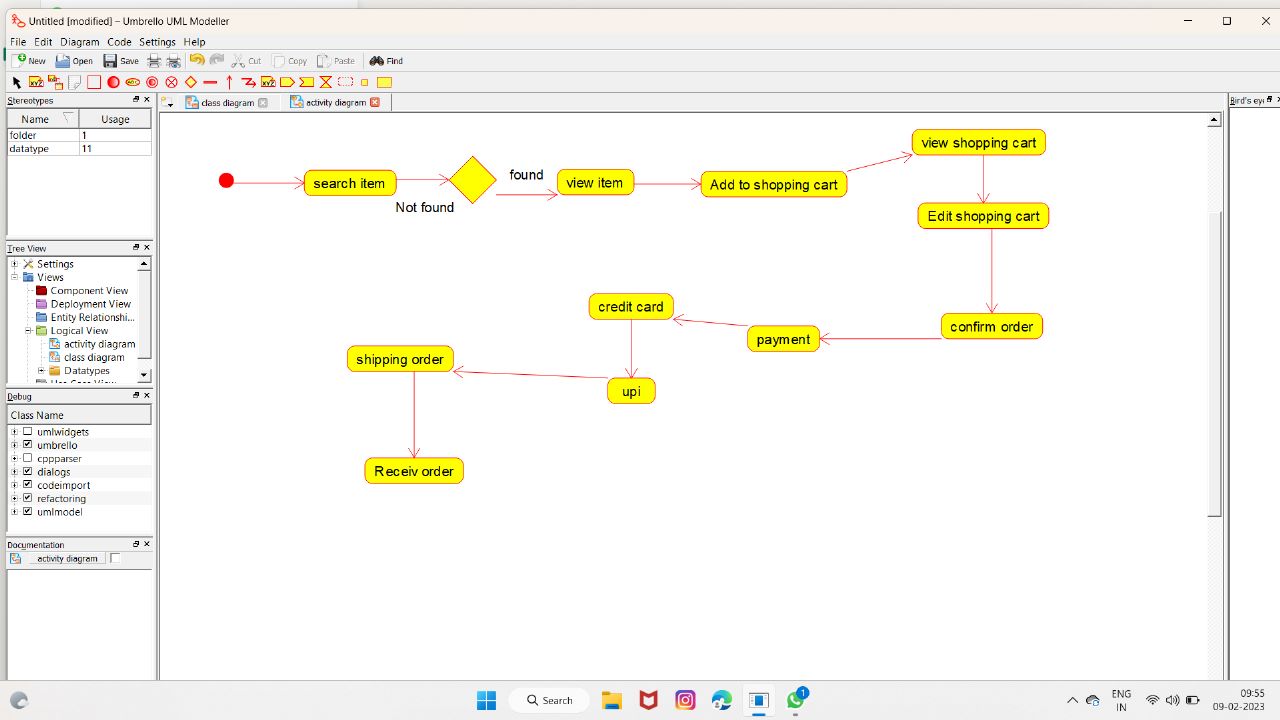 Untitled [modified] – Umbrello UML Modeller
File Edit Diagram Code Settings Help
New Open Save Cut Copy Paste Find
Stereotypes
Name Usage
folder 1
datatype 11
class diagram activity diagram
Bird's ey
search item
found
Not found
view item
Add to shopping cart
view shopping cart
Edit shopping cart
confirm order
payment
credit card
upi
shipping order
Receiv order
Tree View
Settings
Views
Component View
Deployment View
Entity Relationshi...
Logical View
activity diagram
class diagram
Datatypes
Debug
Class Name
umlwidgets
umbrello
cppparser
dialogs
codeimport
refactoring
umlmodel
Documentation
activity diagram
Search
1
ENG
IN
09:55
09-02-2023